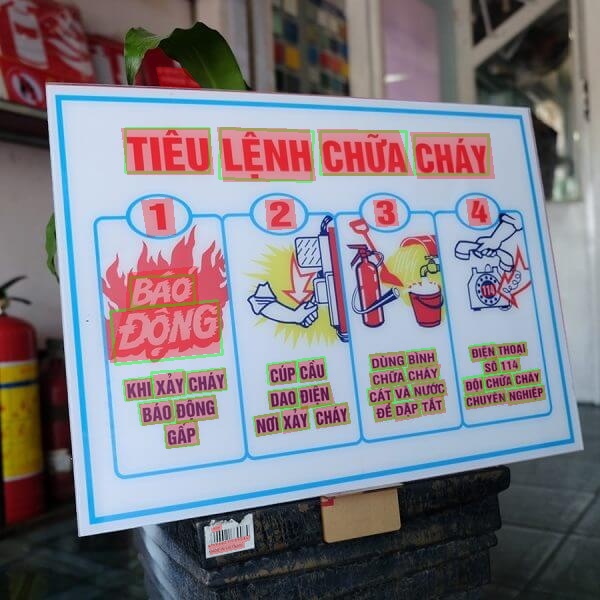 TIÊU LỆNH CHỮA CHÁY
1
BÁO
ĐỘNG
KHI XẢY CHÁY
BÁO ĐỘNG
GẤP
2
CÚP CẦU
DAO ĐIỆN
NƠI XẢY CHÁY
3
DÙNG BÌNH
CHỮA CHÁY
CÁT VÀ NƯỚC
ĐỂ DẬP TẮT
4
114
ĐIỆN THOẠI
SỐ 114
ĐỘI CHỮA CHÁY
CHUYÊN NGHIỆP